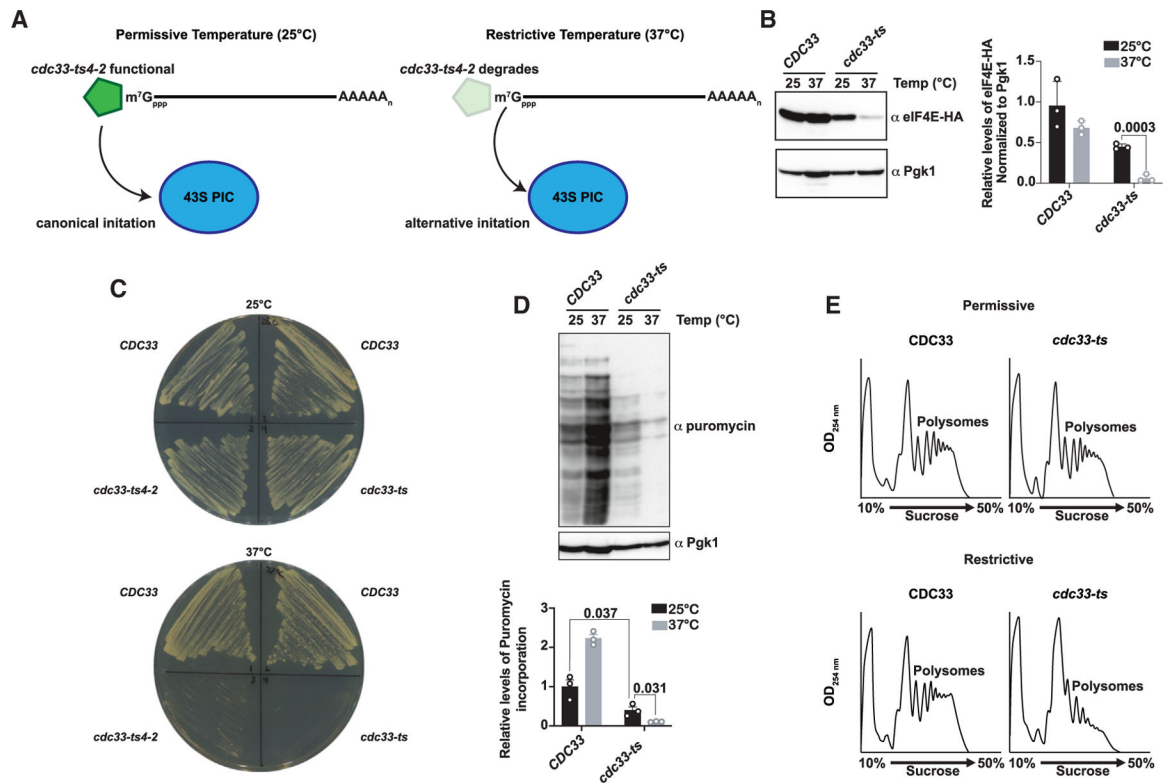 A
Permissive Temperature (25°C)
cdc33-ts4-2 functional
m⁷Gppp
AAAAAn
43S PIC
canonical initation
Restrictive Temperature (37°C)
cdc33-ts4-2 degrades
m⁷Gppp
AAAAAn
43S PIC
alternative initation
B
CDC33
cdc33-ts
25 37 25 37 Temp (°C)
α eIF4E-HA
α Pgk1
Relative levels of eIF4E-HA
Normalized to Pgk1
1.5
1.0
0.5
0.0
25°C
37°C
0.0003
CDC33
cdc33-ts
C
25°C
CDC33
CDC33
cdc33-ts4-2
cdc33-ts
37°C
CDC33
CDC33
cdc33-ts4-2
cdc33-ts
D
CDC33
cdc33-ts
25 37 25 37 Temp (°C)
α puromycin
α Pgk1
Relative levels of Puromycin
incorporation
3
2
1
0
0.037
0.031
25°C
37°C
CDC33
cdc33-ts
E
Permissive
CDC33
cdc33-ts
OD254 nm
Polysomes
Polysomes
10% Sucrose 50%
10% Sucrose 50%
Restrictive
CDC33
cdc33-ts
OD254 nm
Polysomes
Polysomes
10% Sucrose 50%
10% Sucrose 50%